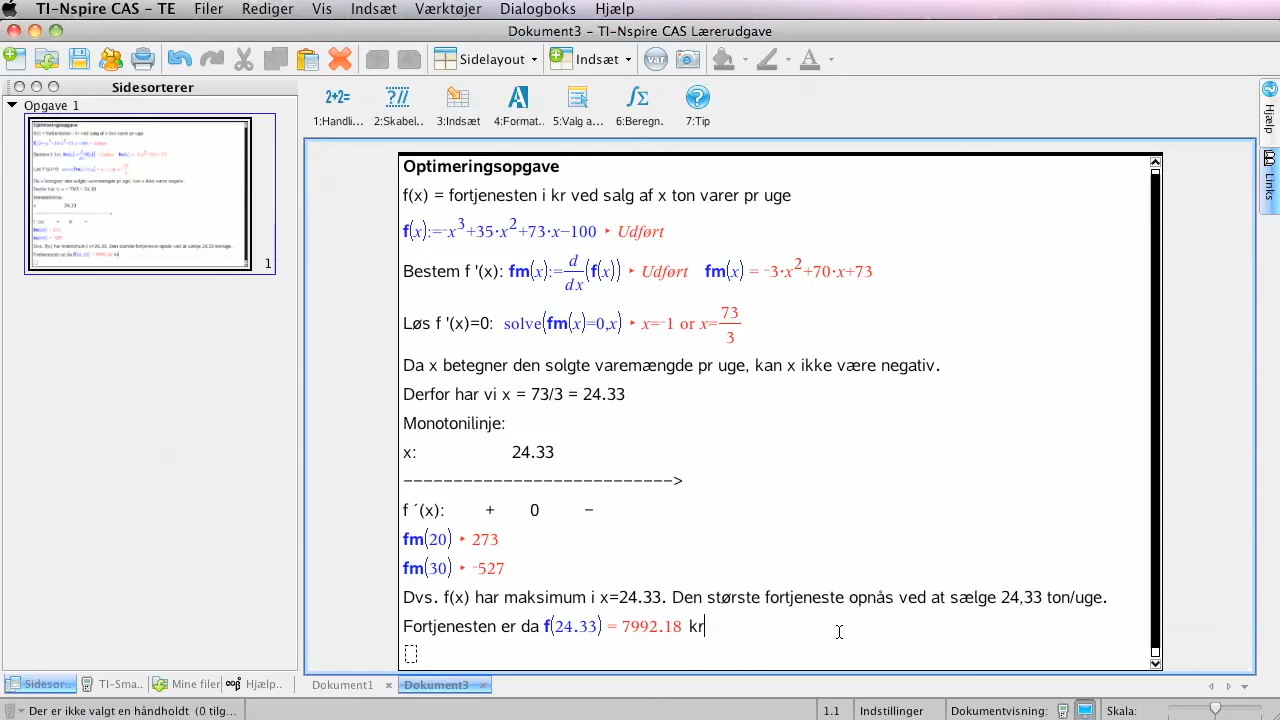 TI-Nspire CAS - TE Filer Rediger Vis Indsæt Værktøjer Dialogboks Hjælp
Dokument3 - TI-Nspire CAS Lærerudgave
Sidelayout Indsæt var
Sidesorterer
Opgave 1
1
1:Handli... 2:Skabel... 3:Indsæt 4: 5:Valg a... 6:Beregn. 7:Tip
Optimeringsopgave.
f(x) = fortjenesten i kr ved salg af x ton varer pr uge
f(x):=-x³+35·x²+73·x−100 ▸ Udført
Bestem f '(x): fm(x):=d/dx(f(x)) ▸ Udført fm(x) = -3·x²+70·x+73
Løs f '(x)=0: solve(fm(x)=0,x) ▸ x=-1 or x=73/3
Da x betegner den solgte varemængde pr uge, kan x ikke være negativ.
Derfor har vi x = 73/3 = 24.33
Monotonilinje:
x: 24.33
--------------------------->
f ´(x): + 0 −
fm(20) ▸ 273
fm(30) ▸ -527
Dvs. f(x) har maksimum i x=24.33. Den største fortjeneste opnås ved at sælge 24,33 ton/uge.
Fortjenesten er da f(24.33) = 7992.18 kr
Sidesor... TI-Sma... Mine filer Hjælp... Dokument1 Dokument3
Der er ikke valgt en håndholdt (0 tilg... 1.1 Indstillinger Dokumentvisning: Skala: